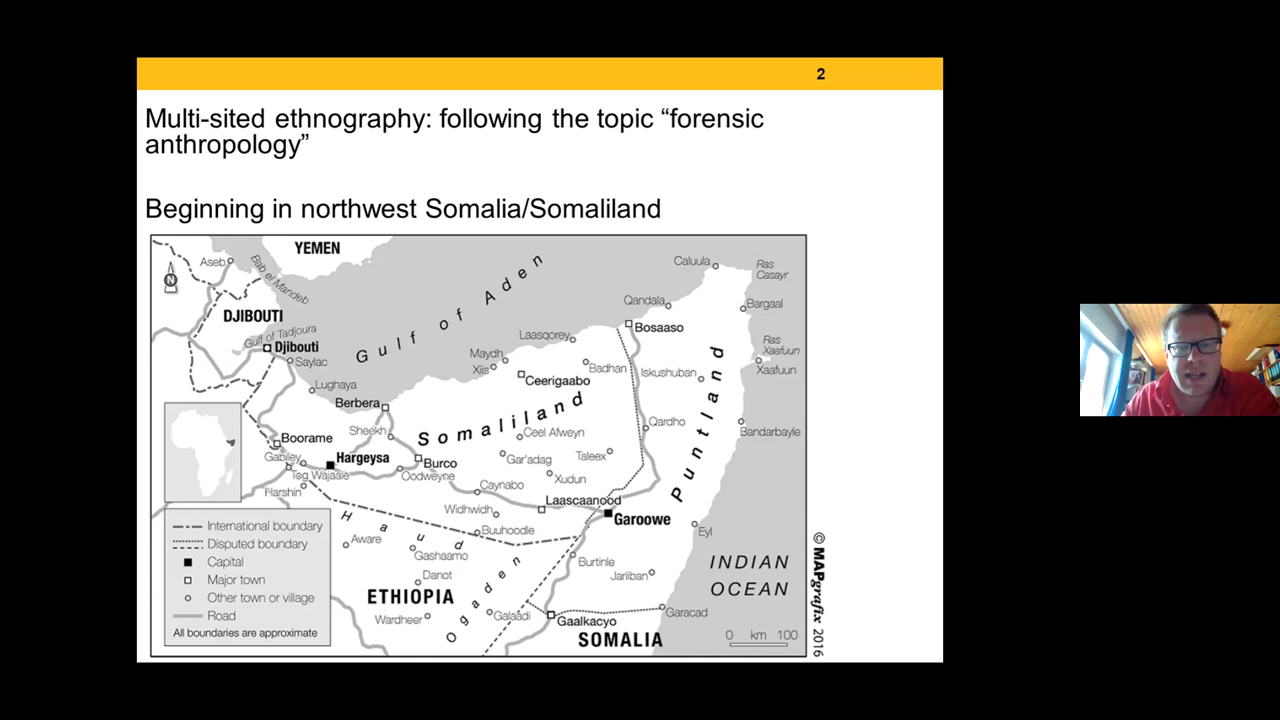 2
Multi-sited ethnography: following the topic “forensic
anthropology”
Beginning in northwest Somalia/Somaliland
YEMEN
Aseb
Bab el Mandeb
Gulf of Aden
Caluula
Ras
Casayr
N
DJIBOUTI
Qandala
Bargaal
Gulf of Tadjoura
Djibouti
Saylac
Laasqorey
Bosaaso
Ras
Xaafuun
Maydh
Xiis
Badhan
Iskushuban
Xaafuun
Lughaya
Ceerigaabo
Berbera
Somaliland
Puntland
Sheekh
Ceel Afweyn
Qardho
Bandarbayle
Boorame
Gabiley
Hargeysa
Burco
Gar'adag
Taleex
Tog Wajaale
Oodweyne
Xudun
Harshin
Caynabo
Laascaanood
Widhwidh
Garoowe
Haud
Buuhoodle
Eyl
Aware
Gashaamo
Burtinle
INDIAN
OCEAN
Danot
Jariiban
ETHIOPIA
Ogaden
Wardheer
Galaadi
Gaalkacyo
Garacad
SOMALIA
0 km 100
International boundary
Disputed boundary
Capital
Major town
Other town or village
Road
All boundaries are approximate
© MAPgrafix 2016